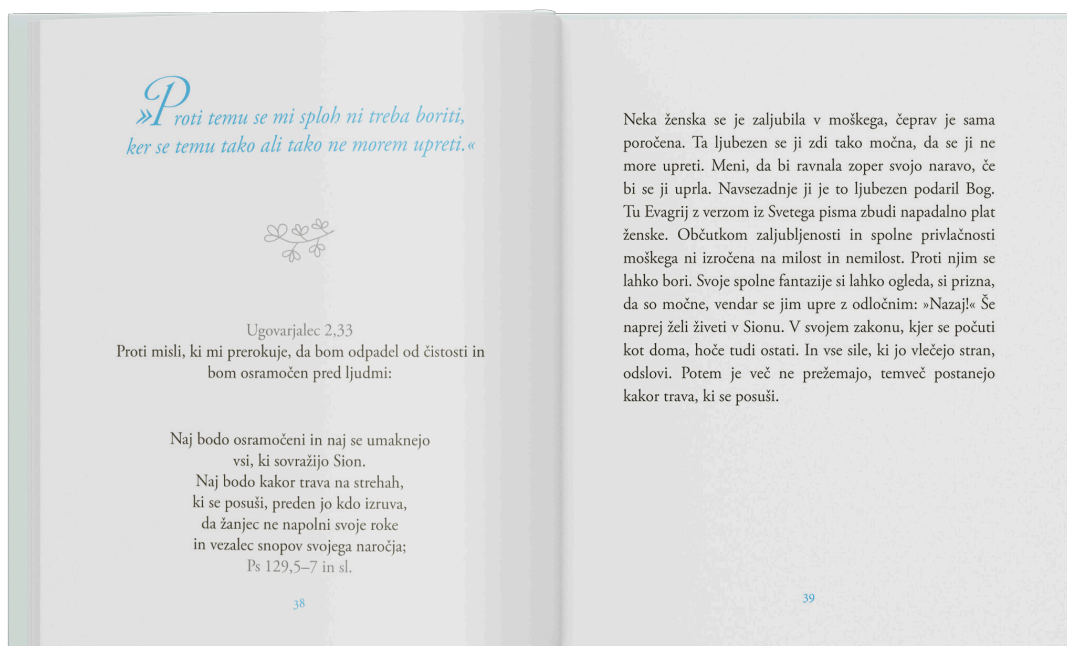 »Proti temu se mi sploh ni treba boriti,
ker se temu tako ali tako ne morem upreti.«
Ugovarjalec 2,33
Proti misli, ki mi prerokuje, da bom odpadel od čistosti in
bom osramočen pred ljudmi:
Naj bodo osramočeni in naj se umaknejo
vsi, ki sovražijo Sion.
Naj bodo kakor trava na strehah,
ki se posuši, preden jo kdo izruva,
da žanjec ne napolni svoje roke
in vezalec snopov svojega naročja;
Ps 129,5–7 in sl.
38
Neka ženska se je zaljubila v moškega, čeprav je sama
poročena. Ta ljubezen se ji zdi tako močna, da se ji ne
more upreti. Meni, da bi ravnala zoper svojo naravo, če
bi se ji uprla. Navsezadnje ji je to ljubezen podaril Bog.
Tu Evagrij z verzom iz Svetega pisma zbudi napadalno plat
ženske. Občutkom zaljubljenosti in spolne privlačnosti
moškega ni izročena na milost in nemilost. Proti njim se
lahko bori. Svoje spolne fantazije si lahko ogleda, si prizna,
da so močne, vendar se jim upre z odločnim: »Nazaj!« Še
naprej želi živeti v Sionu. V svojem zakonu, kjer se počuti
kot doma, hoče tudi ostati. In vse sile, ki jo vlečejo stran,
odslovi. Potem je več ne prežemajo, temveč postanejo
kakor trava, ki se posuši.
39